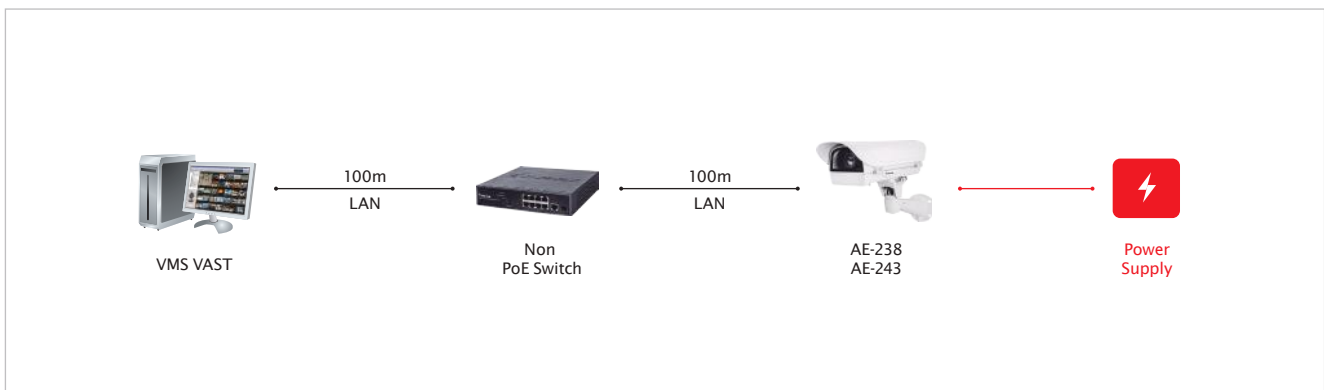 100m
LAN
100m
LAN
VMS VAST
Non
PoE Switch
AE-238
AE-243
Power
Supply